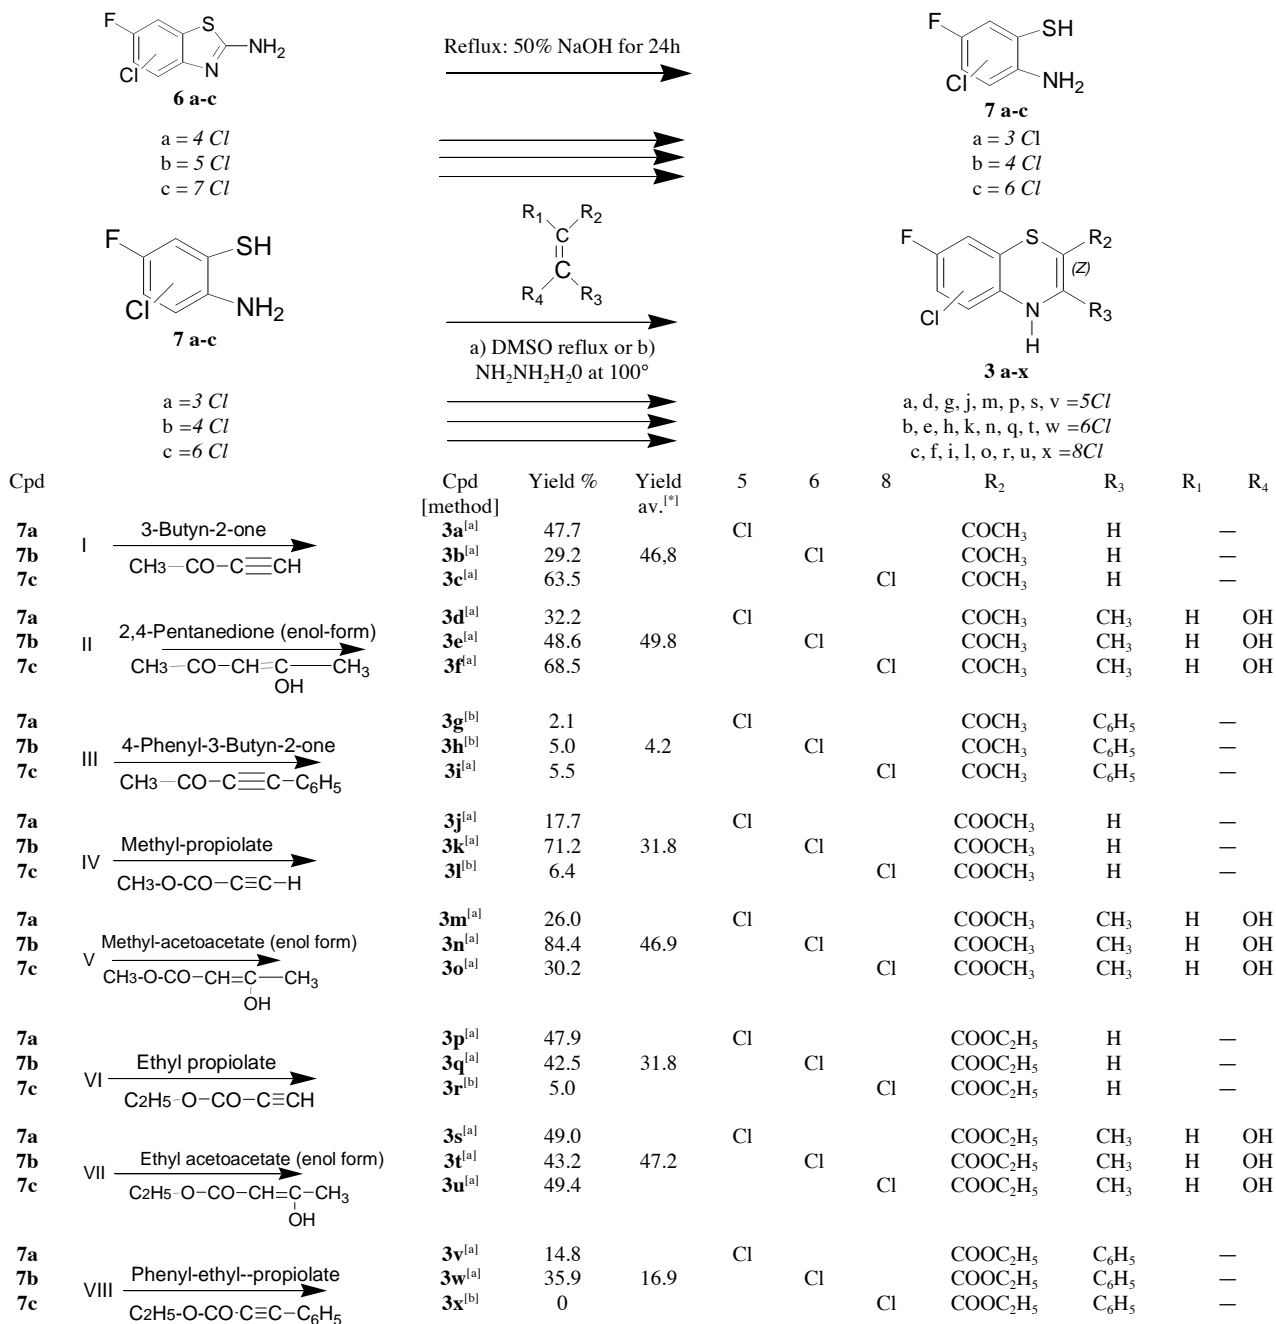 F S NH₂ N Cl
6 a-c
a = 4 Cl
b = 5 Cl
c = 7 Cl
Reflux: 50% NaOH for 24h
F SH NH₂ Cl
7 a-c
a = 3 Cl
b = 4 Cl
c = 6 Cl
F SH NH₂ Cl
7 a-c
a =3 Cl
b =4 Cl
c =6 Cl
R₁ R₂
C
C
R₄ R₃
a) DMSO reflux or b)
NH₂NH₂H₂0 at 100°
F S R₂
(Z)
Cl N R₃
H
3 a-x
a, d, g, j, m, p, s, v =5Cl
b, e, h, k, n, q, t, w =6Cl
c, f, i, l, o, r, u, x =8Cl
Cpd Cpd Yield % Yield 5 6 8 R₂ R₃ R₁ R₄
[method] av.[*]
7a 3-Butyn-2-one 3a[a] 47.7 Cl COCH₃ H —
7b I 3b[a] 29.2 46,8 Cl COCH₃ H —
7c CH3-CO-C≡CH 3c[a] 63.5 Cl COCH₃ H —
7a 2,4-Pentanedione (enol-form) 3d[a] 32.2 Cl COCH₃ CH₃ H OH
7b II 3e[a] 48.6 49.8 Cl COCH₃ CH₃ H OH
7c CH3-CO-CH=C-CH3 3f[a] 68.5 Cl COCH₃ CH₃ H OH
OH
7a 3g[b] 2.1 Cl COCH₃ C₆H₅ —
7b III 4-Phenyl-3-Butyn-2-one 3h[b] 5.0 4.2 Cl COCH₃ C₆H₅ —
7c CH3-CO-C≡C-C6H5 3i[a] 5.5 Cl COCH₃ C₆H₅ —
7a 3j[a] 17.7 Cl COOCH₃ H —
7b IV Methyl-propiolate 3k[a] 71.2 31.8 Cl COOCH₃ H —
7c CH3-O-CO-C≡C-H 3l[b] 6.4 Cl COOCH₃ H —
7a 3m[a] 26.0 Cl COOCH₃ CH₃ H OH
7b V Methyl-acetoacetate (enol form) 3n[a] 84.4 46.9 Cl COOCH₃ CH₃ H OH
7c CH3-O-CO-CH=C-CH3 3o[a] 30.2 Cl COOCH₃ CH₃ H OH
OH
7a 3p[a] 47.9 Cl COOC₂H₅ H —
7b VI Ethyl propiolate 3q[a] 42.5 31.8 Cl COOC₂H₅ H —
7c C2H5-O-CO-C≡CH 3r[b] 5.0 Cl COOC₂H₅ H —
7a 3s[a] 49.0 Cl COOC₂H₅ CH₃ H OH
7b VII Ethyl acetoacetate (enol form) 3t[a] 43.2 47.2 Cl COOC₂H₅ CH₃ H OH
7c C2H5-O-CO-CH=C-CH3 3u[a] 49.4 Cl COOC₂H₅ CH₃ H OH
OH
7a 3v[a] 14.8 Cl COOC₂H₅ C₆H₅ —
7b VIII Phenyl-ethyl--propiolate 3w[a] 35.9 16.9 Cl COOC₂H₅ C₆H₅ —
7c C2H5-O-CO-C≡C-C6H5 3x[b] 0 Cl COOC₂H₅ C₆H₅ —